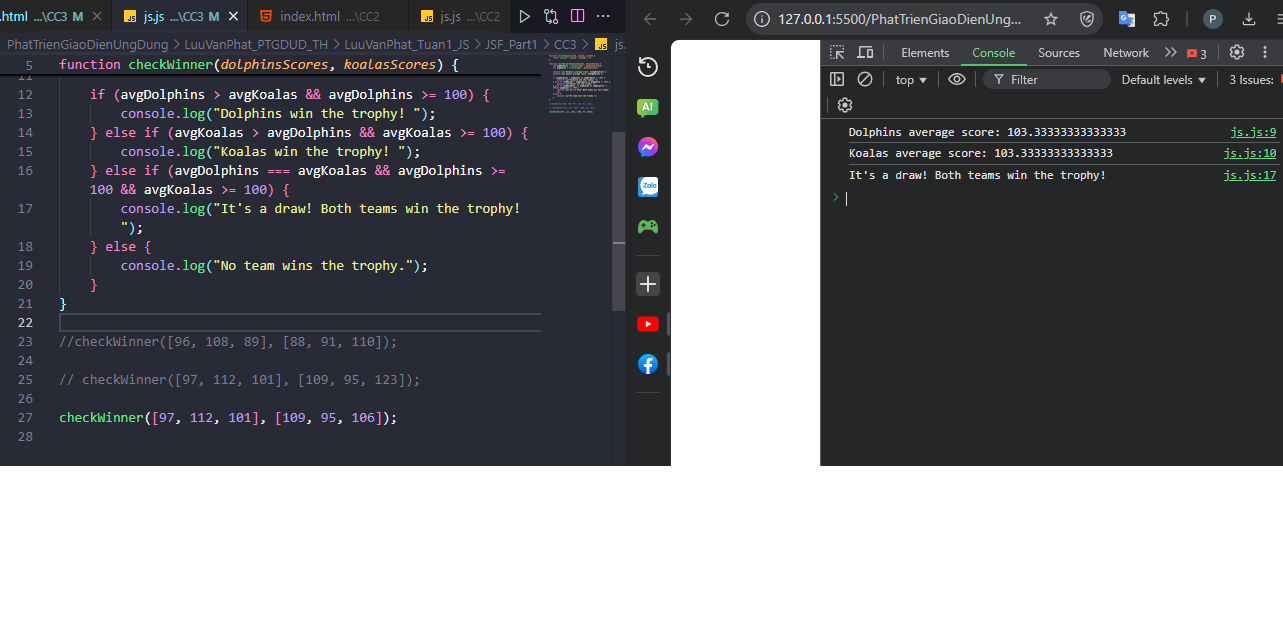 .html ...\CC3 M
js.js ...\CC3 M
index.html ...\CC2
js.js ...\CC2
PhatTrienGiaoDienUngDung > LuuVanPhat_PTGDUD_TH > LuuVanPhat_Tuan1_JS > JSF_Part1 > CC3 > js.
5 function checkWinner(dolphinsScores, koalasScores) {
11
12 if (avgDolphins > avgKoalas && avgDolphins >= 100) {
13 console.log("Dolphins win the trophy! ");
14 } else if (avgKoalas > avgDolphins && avgKoalas >= 100) {
15 console.log("Koalas win the trophy! ");
16 } else if (avgDolphins === avgKoalas && avgDolphins >=
100 && avgKoalas >= 100) {
17 console.log("It's a draw! Both teams win the trophy!
");
18 } else {
19 console.log("No team wins the trophy.");
20 }
21 }
22
23 //checkWinner([96, 108, 89], [88, 91, 110]);
24
25 // checkWinner([97, 112, 101], [109, 95, 123]);
26
27 checkWinner([97, 112, 101], [109, 95, 106]);
28
AI
Zalo
127.0.0.1:5500/PhatTrienGiaoDienUng...
P
Elements Console Sources Network 3
top Filter Default levels 3 Issues:
Dolphins average score: 103.33333333333333 js.js:9
Koalas average score: 103.33333333333333 js.js:10
It's a draw! Both teams win the trophy! js.js:17
>